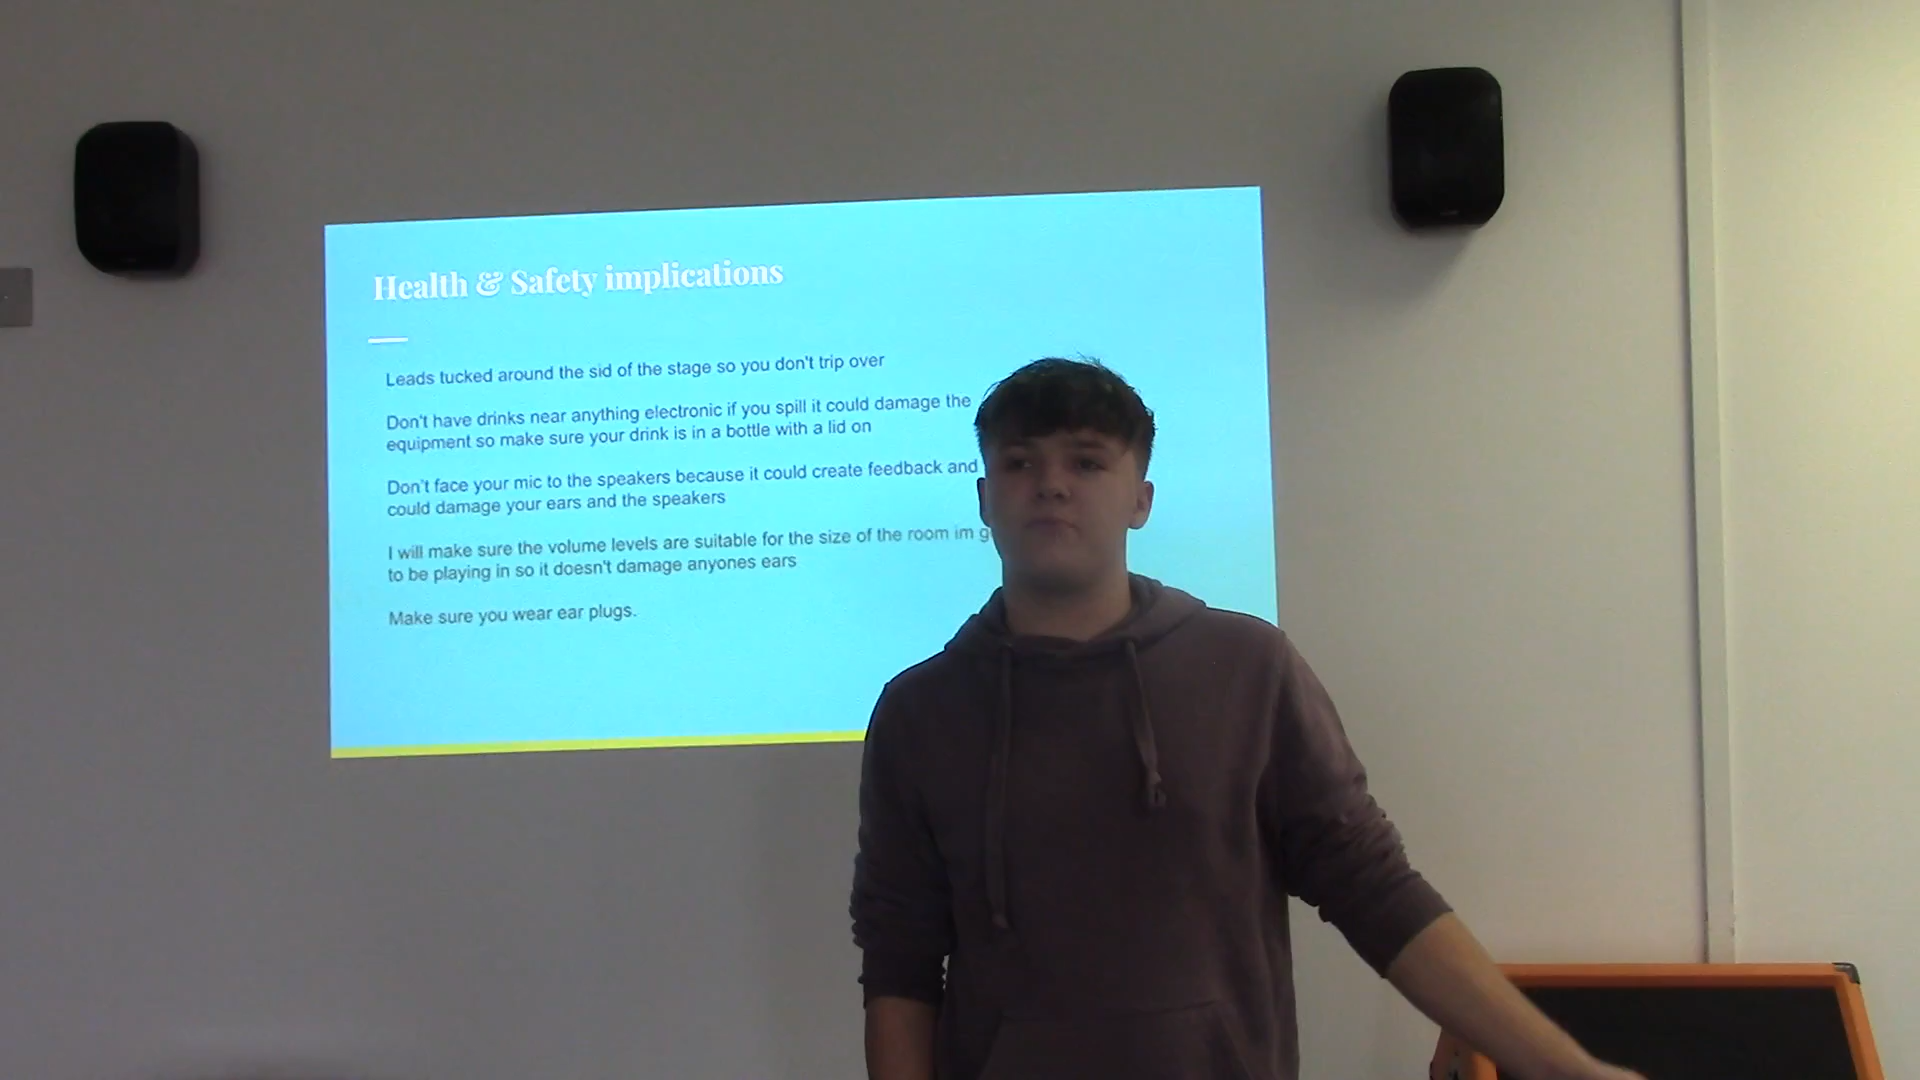 Health & Safety implications
Leads tucked around the sid of the stage so you don't trip over
Don't have drinks near anything electronic if you spill it could damage the
equipment so make sure your drink is in a bottle with a lid on
Don't face your mic to the speakers because it could create feedback and
could damage your ears and the speakers
I will make sure the volume levels are suitable for the size of the room im
to be playing in so it doesn't damage anyones ears
Make sure you wear ear plugs.